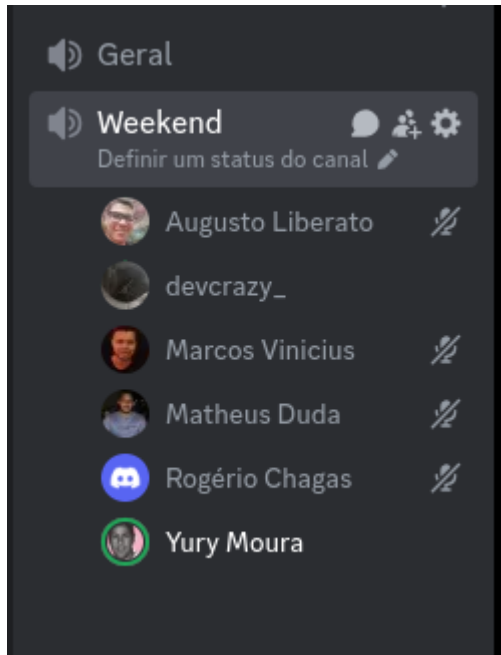 Geral
Weekend
Definir um status do canal
Augusto Liberato
devcrazy_
Marcos Vinicius
Matheus Duda
Rogério Chagas
Yury Moura